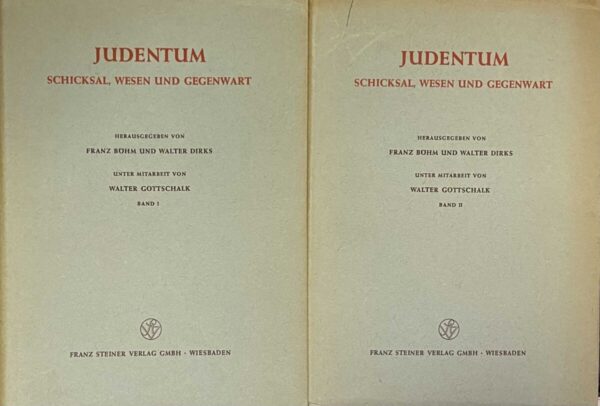 JUDENTUM
SCHICKSAL, WESEN UND GEGENWART
HERAUSGEGEBEN VON
FRANZ BÖHM UND WALTER DIRKS
UNTER MITARBEIT VON
WALTER GOTTSCHALK
BAND I
FRANZ STEINER VERLAG GMBH · WIESBADEN
JUDENTUM
SCHICKSAL, WESEN UND GEGENWART
HERAUSGEGEBEN VON
FRANZ BÖHM UND WALTER DIRKS
UNTER MITARBEIT VON
WALTER GOTTSCHALK
BAND II
FRANZ STEINER VERLAG GMBH · WIESBADEN